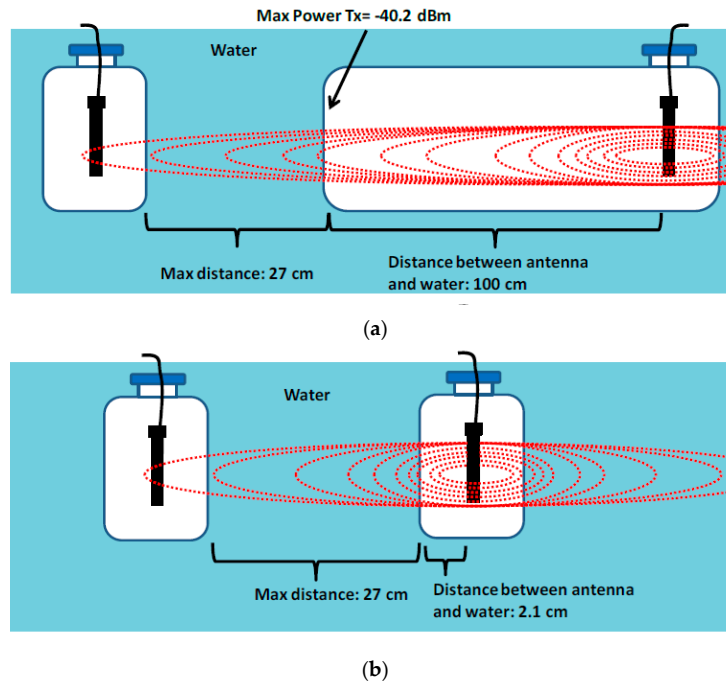 Max Power Tx= -40.2 dBm
Water
Max distance: 27 cm
Distance between antenna
and water: 100 cm
(a)
Water
Max distance: 27 cm
Distance between antenna
and water: 2.1 cm
(b)